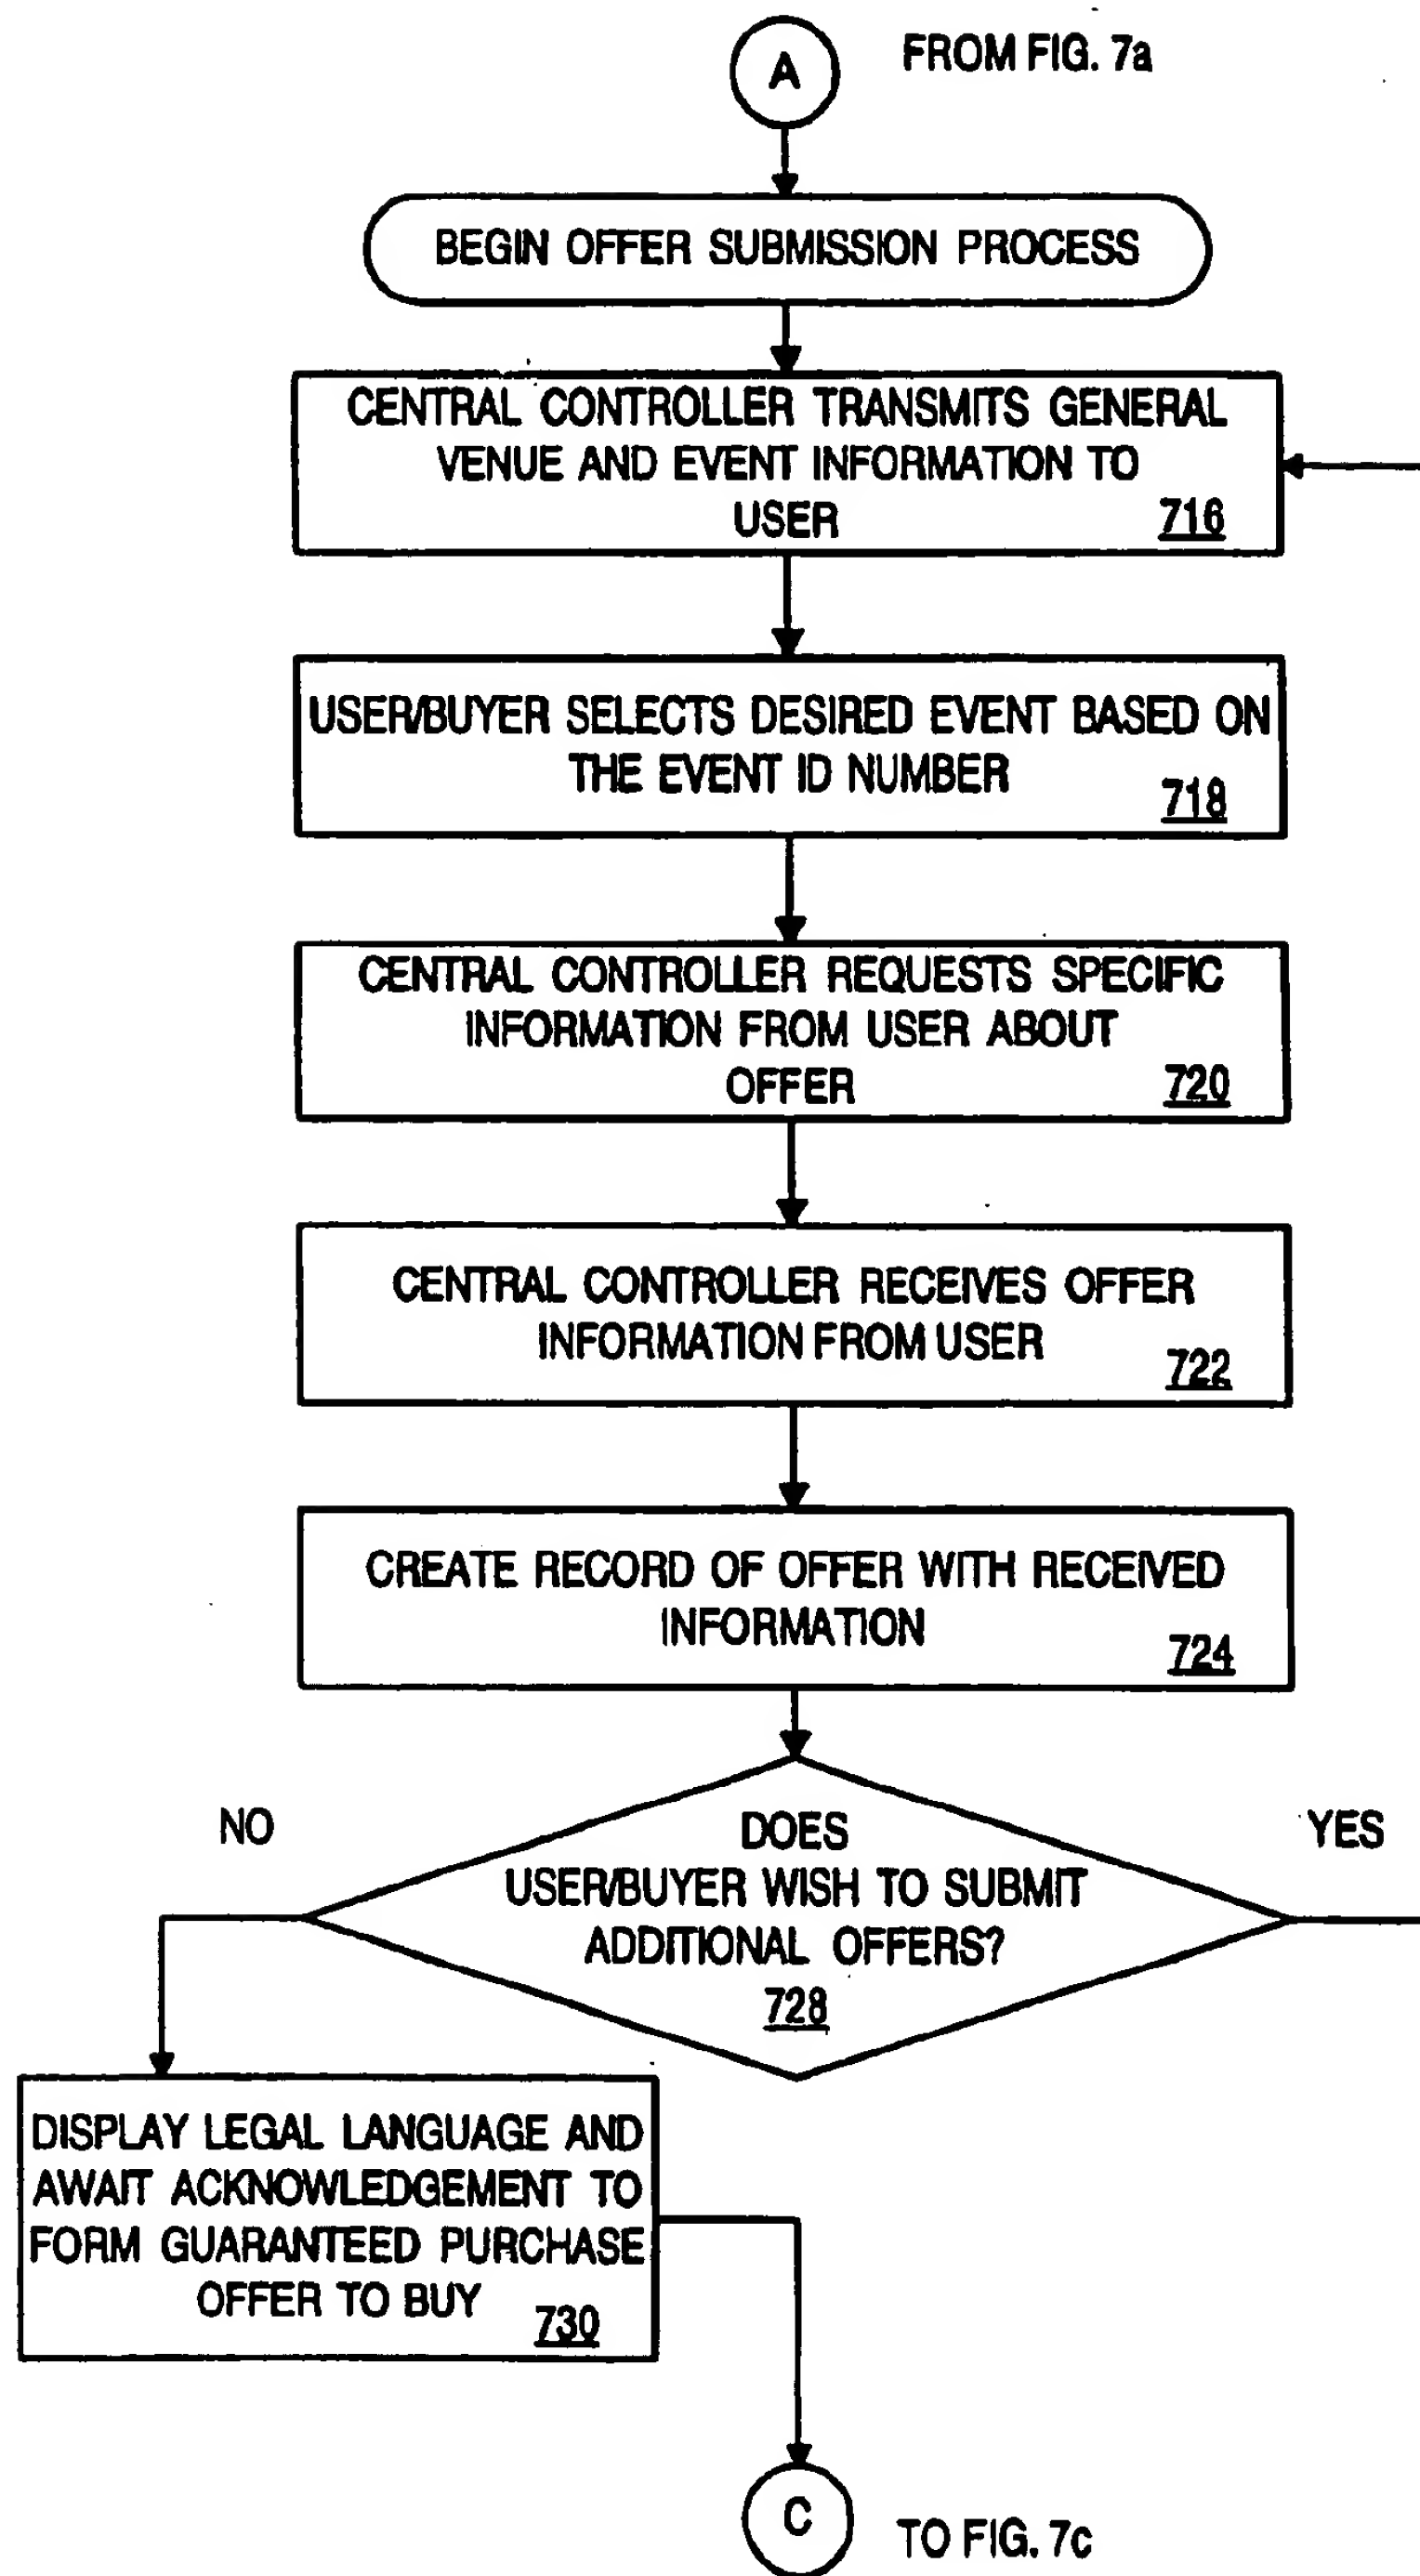 A
FROM FIG. 7a
BEGIN OFFER SUBMISSION PROCESS
CENTRAL CONTROLLER TRANSMITS GENERAL
VENUE AND EVENT INFORMATION TO
USER
716
USER/BUYER SELECTS DESIRED EVENT BASED ON
THE EVENT ID NUMBER
718
CENTRAL CONTROLLER REQUESTS SPECIFIC
INFORMATION FROM USER ABOUT
OFFER
720
CENTRAL CONTROLLER RECEIVES OFFER
INFORMATION FROM USER
722
CREATE RECORD OF OFFER WITH RECEIVED
INFORMATION
724
NO
DOES
USER/BUYER WISH TO SUBMIT
ADDITIONAL OFFERS?
728
YES
DISPLAY LEGAL LANGUAGE AND
AWAIT ACKNOWLEDGEMENT TO
FORM GUARANTEED PURCHASE
OFFER TO BUY
730
C
TO FIG. 7c